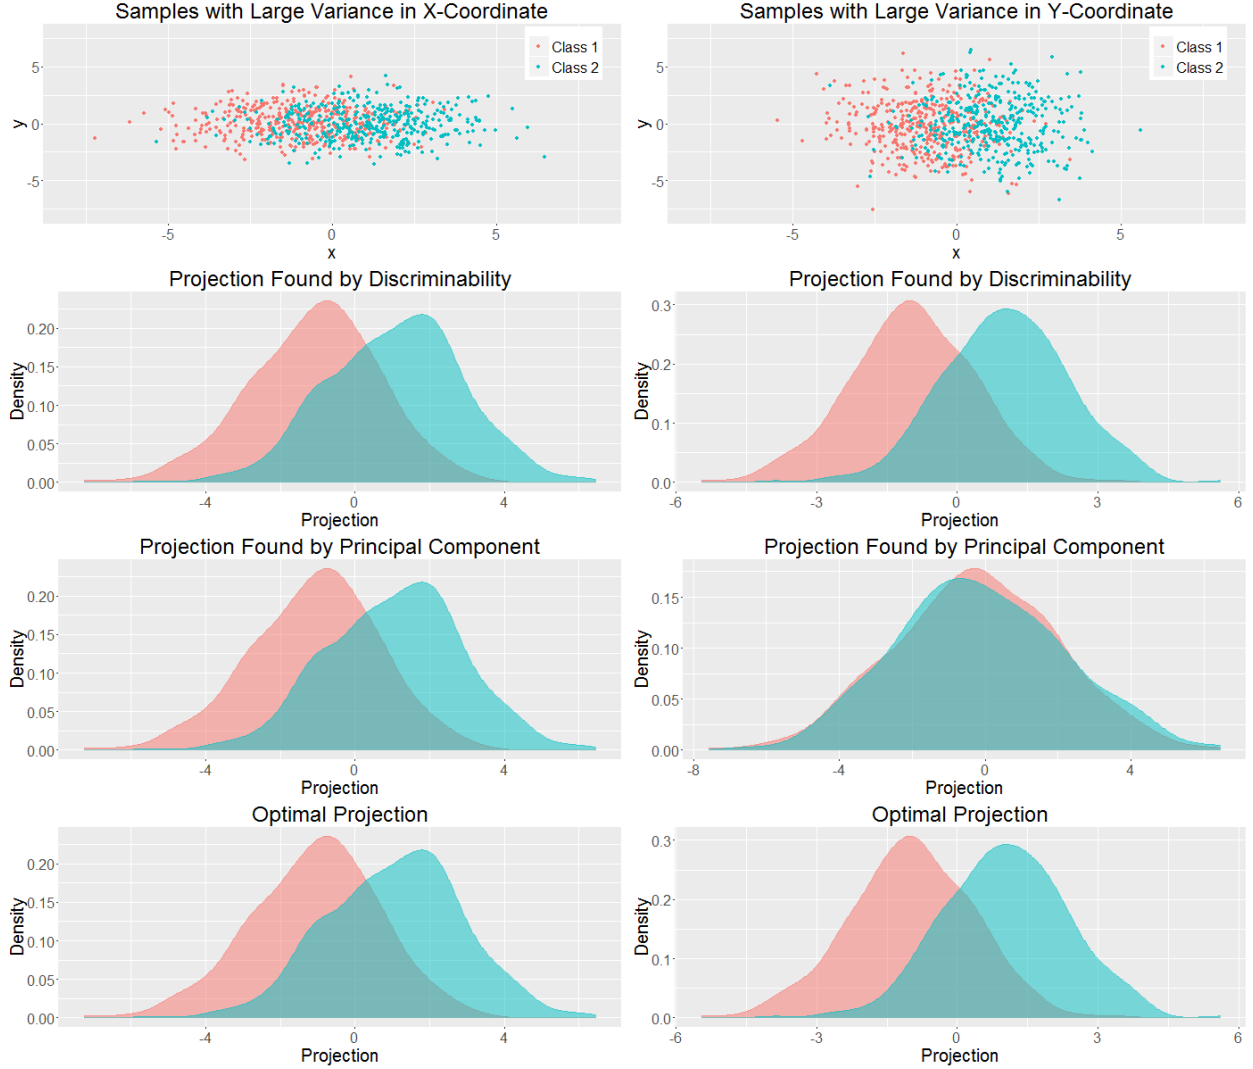 Samples with Large Variance in X-Coordinate
Class 1
Class 2
5
0
-5
y
-5
0
5
x
Samples with Large Variance in Y-Coordinate
Class 1
Class 2
5
0
-5
y
-5
0
5
x
Projection Found by Discriminability
0.20
0.15
0.10
0.05
0.00
Density
-4
0
4
Projection
Projection Found by Discriminability
0.3
0.2
0.1
0.0
Density
-6
-3
0
3
6
Projection
Projection Found by Principal Component
0.20
0.15
0.10
0.05
0.00
Density
-4
0
4
Projection
Projection Found by Principal Component
0.15
0.10
0.05
0.00
Density
-8
-4
0
4
Projection
Optimal Projection
0.20
0.15
0.10
0.05
0.00
Density
-4
0
4
Projection
Optimal Projection
0.3
0.2
0.1
0.0
Density
-6
-3
0
3
6
Projection